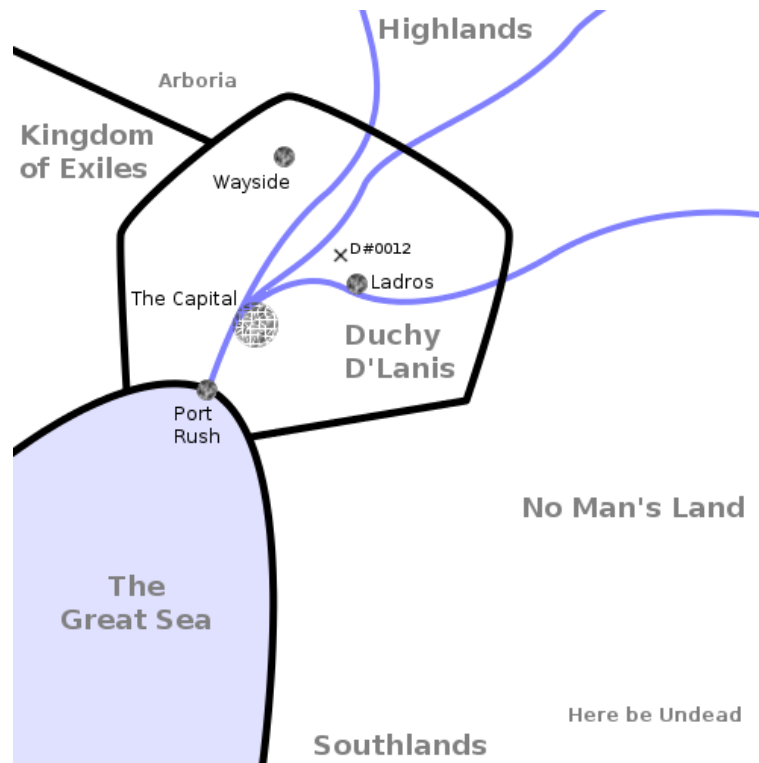 Highlands
Arboria
Kingdom
of Exiles
Wayside
D#0012
Ladros
The Capital
Duchy
D'Lanis
Port
Rush
No Man's Land
The
Great Sea
Here be Undead
Southlands